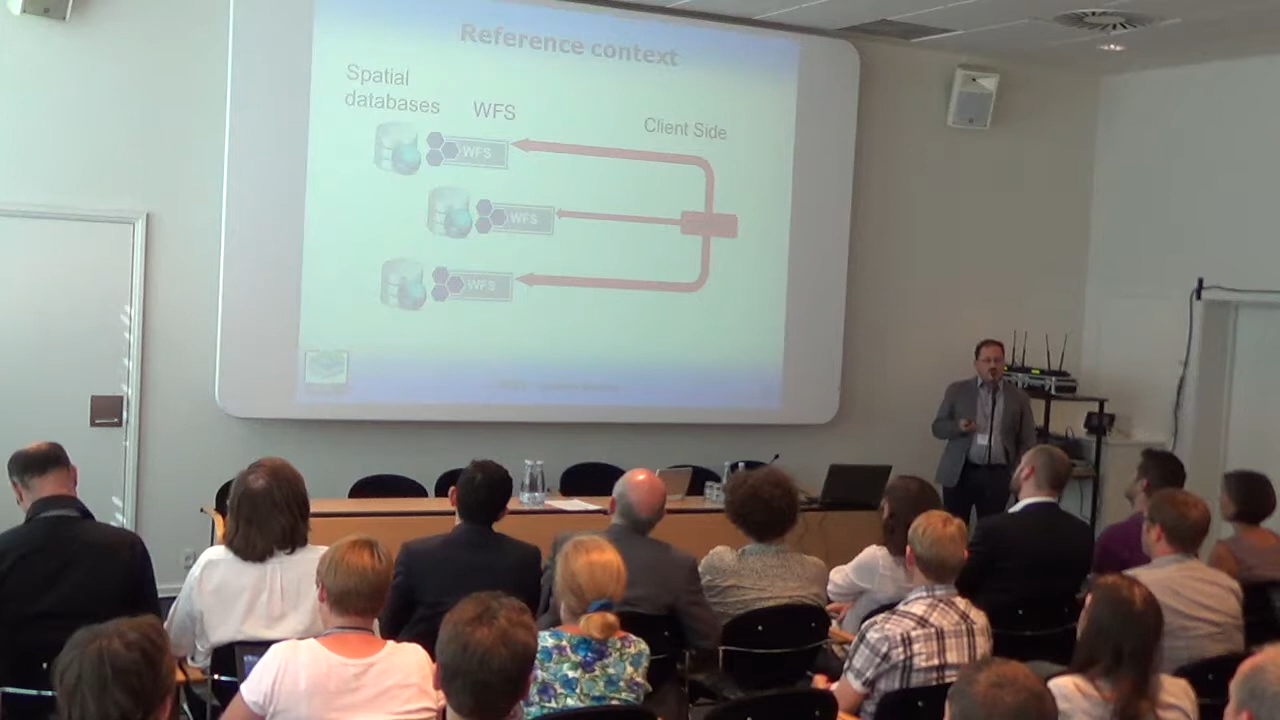 Reference context
Spatial
databases
WFS
Client Side
WFS
WFS
WFS